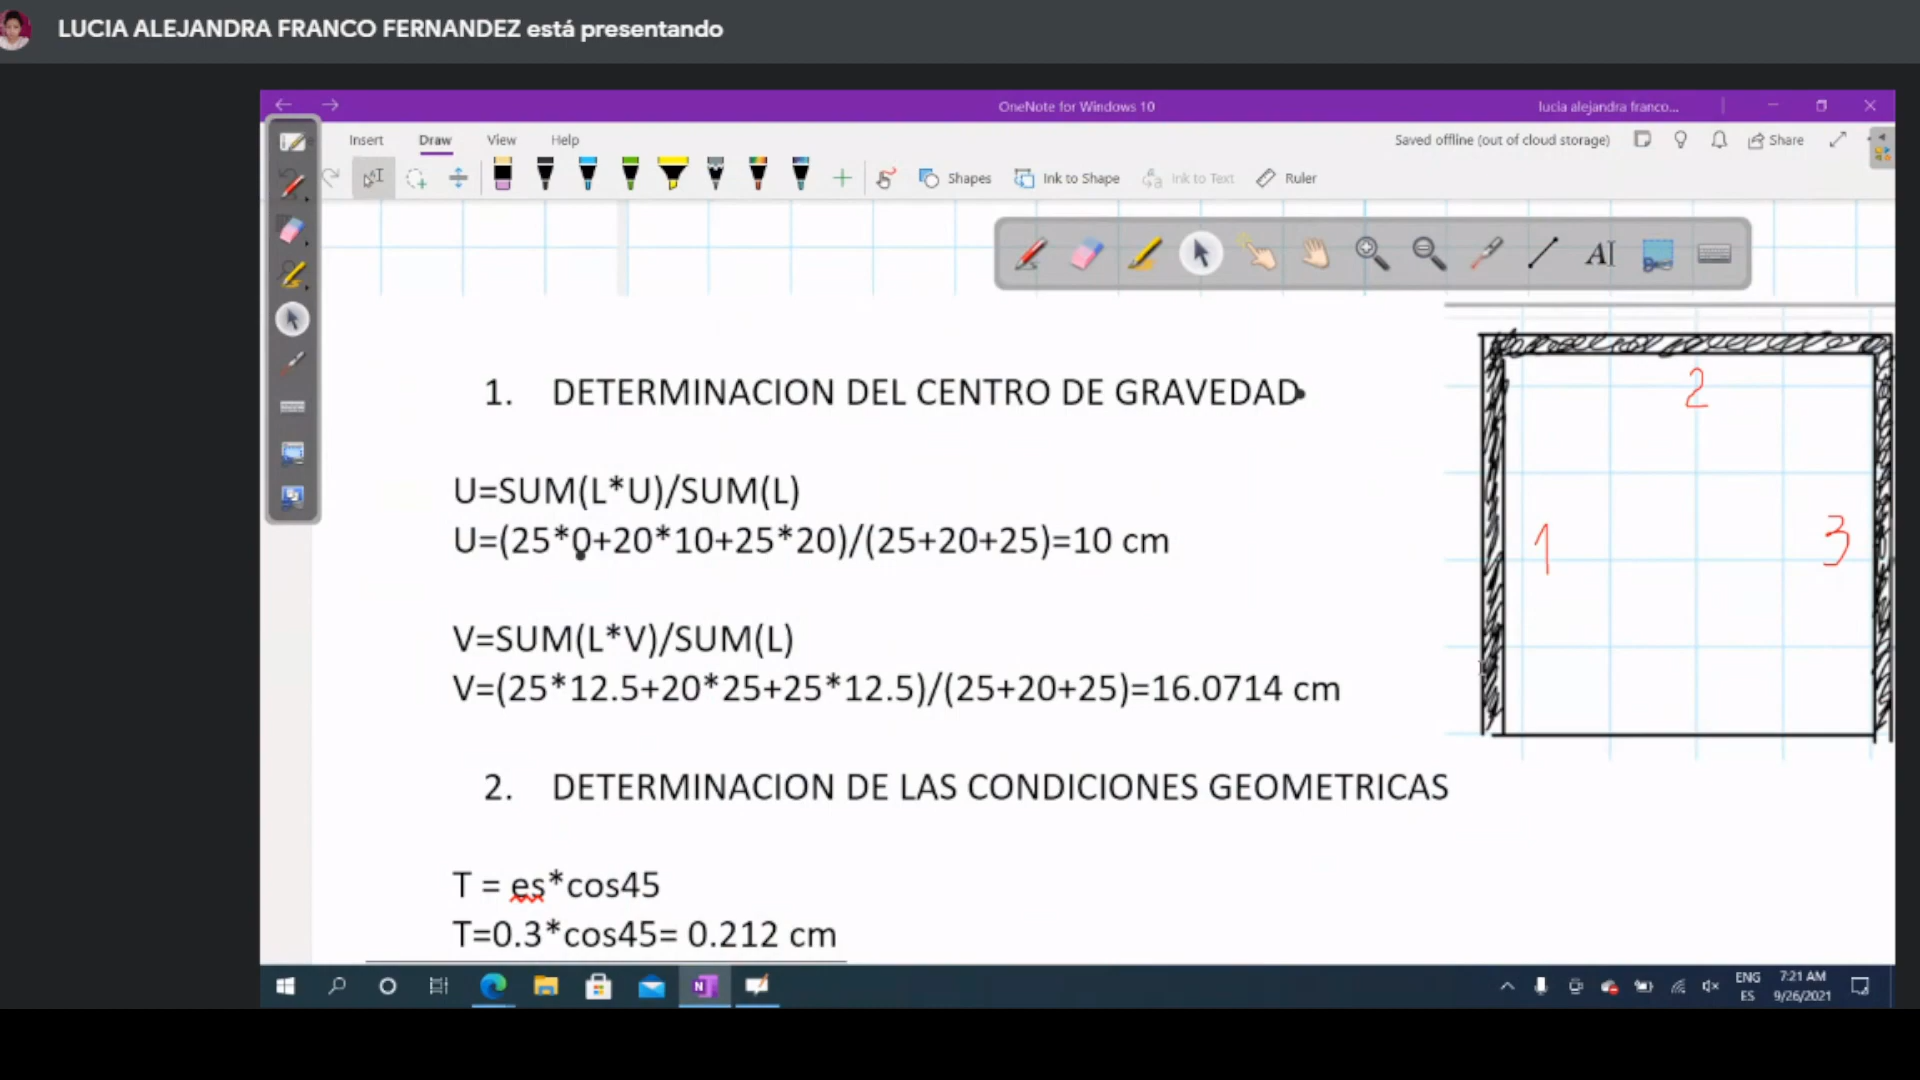 LUCIA ALEJANDRA FRANCO FERNANDEZ está presentando
OneNote for Windows 10
lucia alejandra franco...
Insert
Draw
View
Help
Saved offline (out of cloud storage)
Share
Shapes
Ink to Shape
Ink to Text
Ruler
1. DETERMINACION DEL CENTRO DE GRAVEDAD
U=SUM(L*U)/SUM(L)
U=(25*0+20*10+25*20)/(25+20+25)=10 cm
V=SUM(L*V)/SUM(L)
V=(25*12.5+20*25+25*12.5)/(25+20+25)=16.0714 cm
2
1
3
2. DETERMINACION DE LAS CONDICIONES GEOMETRICAS
T = es*cos45
T=0.3*cos45= 0.212 cm
ENG
ES
7:21 AM
9/26/2021